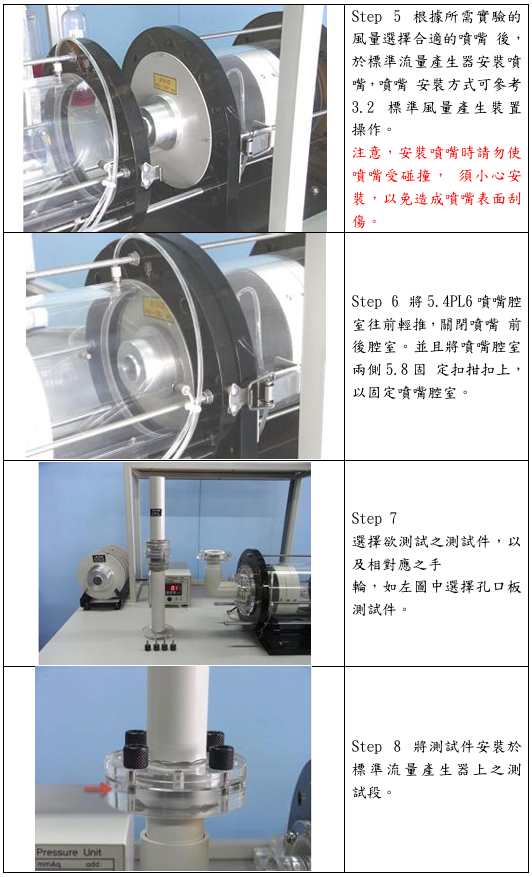 Step 5 根據所需實驗的
風量選擇合適的噴嘴 後，
於標準流量產生器安裝噴
嘴，噴嘴 安裝方式可參考
3.2 標準風量產生裝置
操作。
注意，安裝噴嘴時請勿使
噴嘴受碰撞， 須小心安
裝，以免造成噴嘴表面刮
傷。
Step 6 將 5.4PL6 噴嘴腔
室往前輕推，關閉噴嘴 前
後腔室。並且將噴嘴腔室
兩側 5.8 固 定扣拑扣上，
以固定噴嘴腔室。
Step 7
選擇欲測試之測試件，以
及相對應之手
輪，如左圖中選擇孔口板
測試件。
Step 8 將測試件安裝於
標準流量產生器上之測
試段。
Pressure Unit
mmAq add: